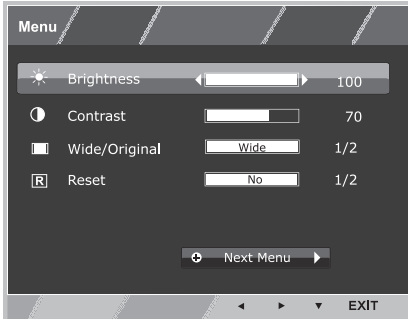 Menu
Brightness 100
Contrast 70
Wide/Original Wide 1/2
R Reset No 1/2
Next Menu
EXIT